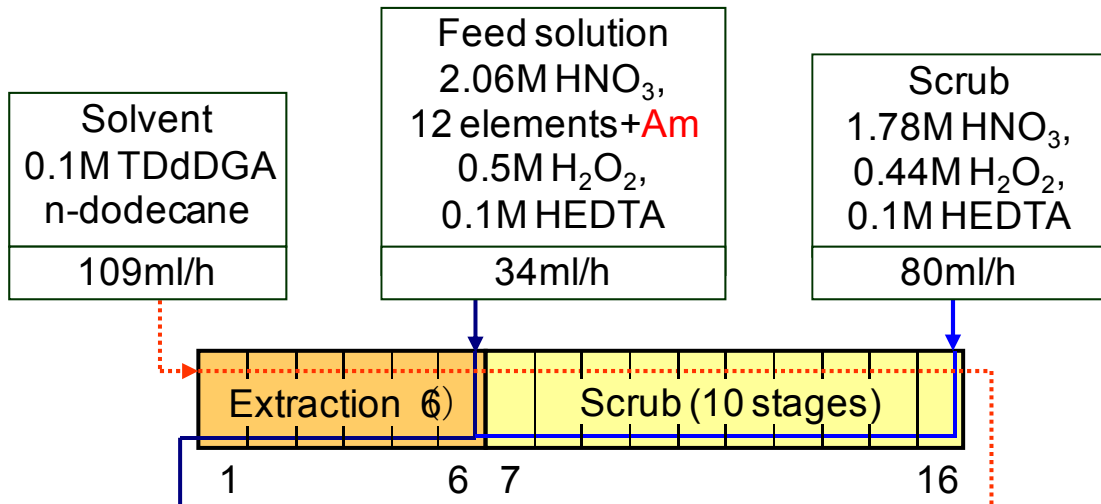 Solvent
0.1M TDdDGA
n-dodecane
109ml/h
Feed solution
2.06M HNO₃,
12 elements+Am
0.5M H₂O₂,
0.1M HEDTA
34ml/h
Scrub
1.78M HNO₃,
0.44M H₂O₂,
0.1M HEDTA
80ml/h
Extraction (6)
Scrub (10 stages)
1 6 7 16